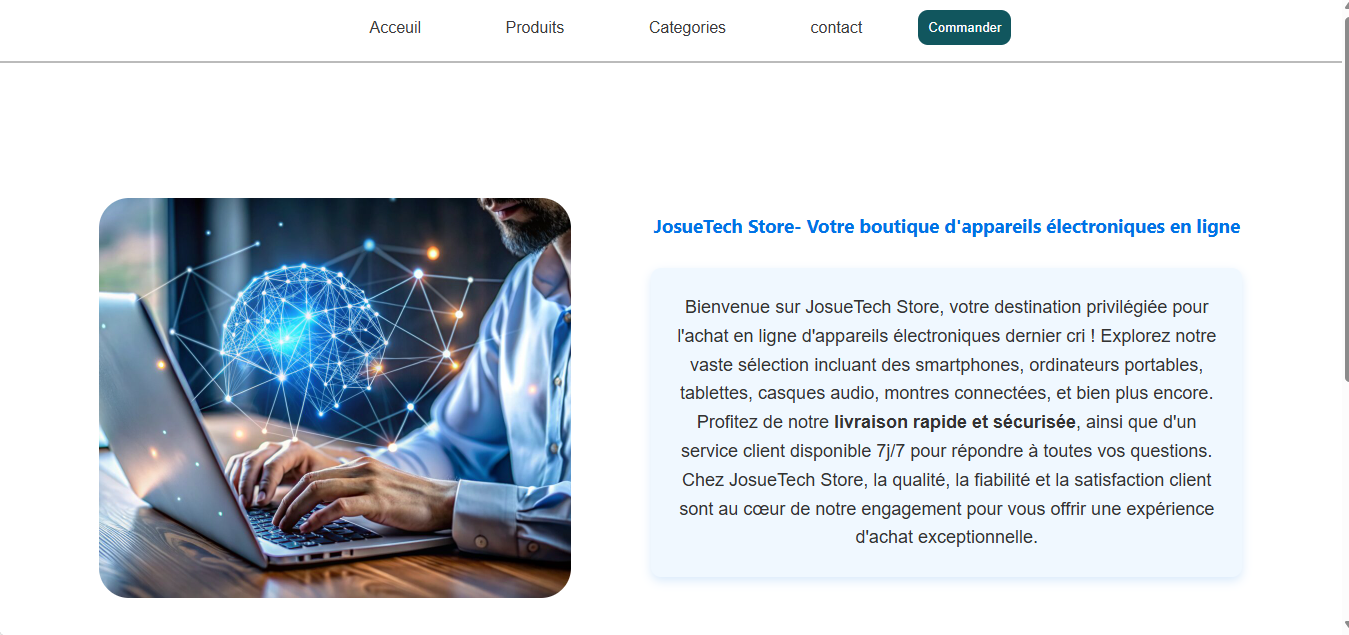 Acceuil Produits Categories contact Commander
JosueTech Store- Votre boutique d'appareils électroniques en ligne
Bienvenue sur JosueTech Store, votre destination privilégiée pour
l'achat en ligne d'appareils électroniques dernier cri ! Explorez notre
vaste sélection incluant des smartphones, ordinateurs portables,
tablettes, casques audio, montres connectées, et bien plus encore.
Profitez de notre livraison rapide et sécurisée, ainsi que d'un
service client disponible 7j/7 pour répondre à toutes vos questions.
Chez JosueTech Store, la qualité, la fiabilité et la satisfaction client
sont au cœur de notre engagement pour vous offrir une expérience
d'achat exceptionnelle.